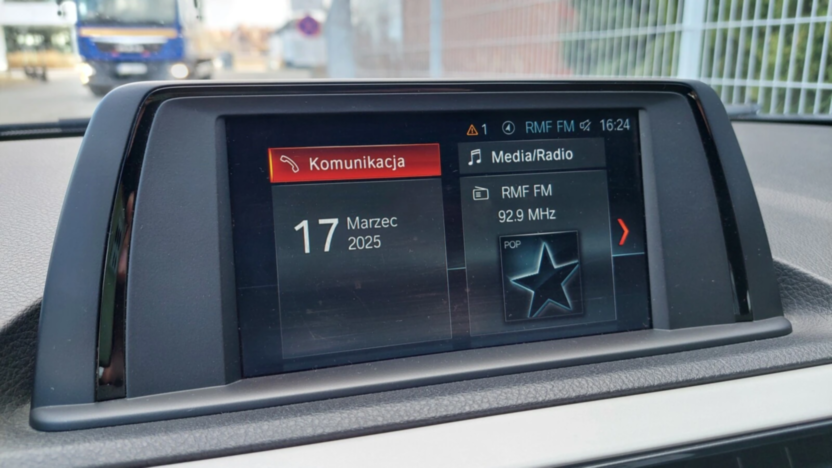 1 RMF FM 16:24
Komunikacja
Media/Radio
17 Marzec
2025
RMF FM
92.9 MHz
POP